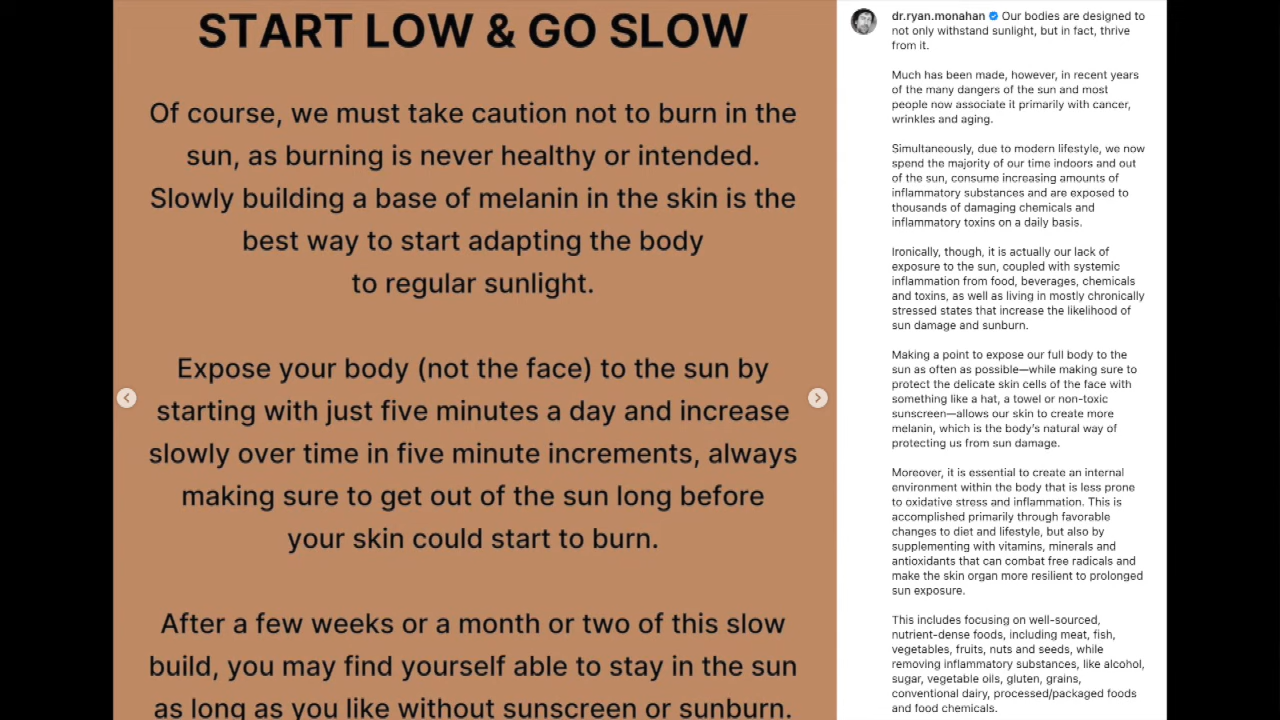 START LOW & GO SLOW
Of course, we must take caution not to burn in the
sun, as burning is never healthy or intended.
Slowly building a base of melanin in the skin is the
best way to start adapting the body
to regular sunlight.
Expose your body (not the face) to the sun by
starting with just five minutes a day and increase
slowly over time in five minute increments, always
making sure to get out of the sun long before
your skin could start to burn.
After a few weeks or a month or two of this slow
build, you may find yourself able to stay in the sun
as long as you like without sunscreen or sunburn.
dr.ryan.monahan Our bodies are designed to
not only withstand sunlight, but in fact, thrive
from it.
Much has been made, however, in recent years
of the many dangers of the sun and most
people now associate it primarily with cancer,
wrinkles and aging.
Simultaneously, due to modern lifestyle, we now
spend the majority of our time indoors and out
of the sun, consume increasing amounts of
inflammatory substances and are exposed to
thousands of damaging chemicals and
inflammatory toxins on a daily basis.
Ironically, though, it is actually our lack of
exposure to the sun, coupled with systemic
inflammation from food, beverages, chemicals
and toxins, as well as living in mostly chronically
stressed states that increase the likelihood of
sun damage and sunburn.
Making a point to expose our full body to the
sun as often as possible—while making sure to
protect the delicate skin cells of the face with
something like a hat, a towel or non-toxic
sunscreen—allows our skin to create more
melanin, which is the body's natural way of
protecting us from sun damage.
Moreover, it is essential to create an internal
environment within the body that is less prone
to oxidative stress and inflammation. This is
accomplished primarily through favorable
changes to diet and lifestyle, but also by
supplementing with vitamins, minerals and
antioxidants that can combat free radicals and
make the skin organ more resilient to prolonged
sun exposure.
This includes focusing on well-sourced,
nutrient-dense foods, including meat, fish,
vegetables, fruits, nuts and seeds, while
removing inflammatory substances, like alcohol,
sugar, vegetable oils, gluten, grains,
conventional dairy, processed/packaged foods
and food chemicals.